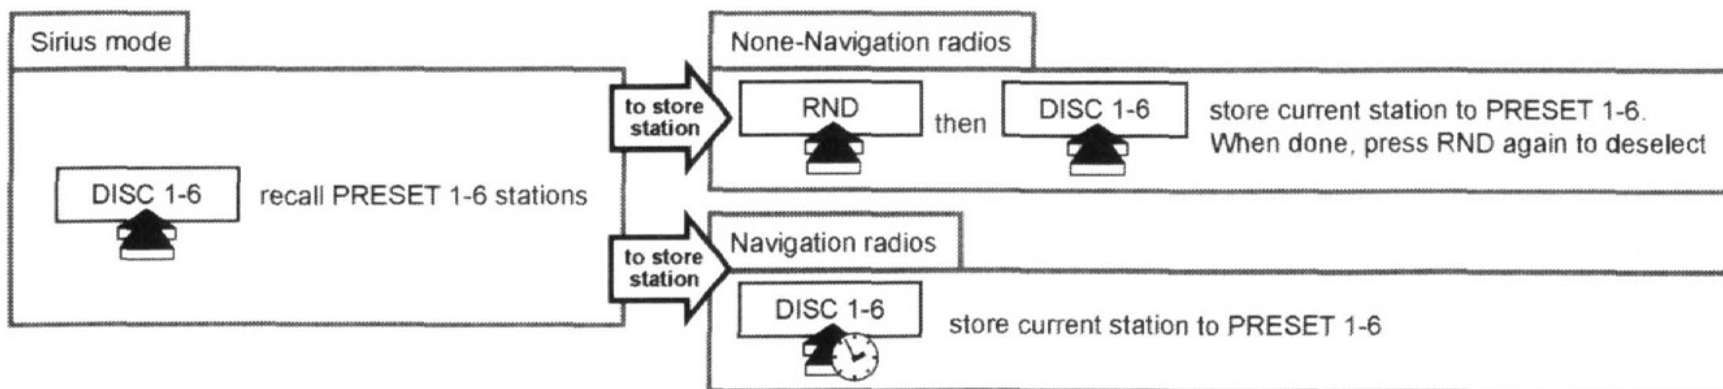 Sirius mode
DISC 1-6 recall PRESET 1-6 stations
to store
station
None-Navigation radios
RND then DISC 1-6 store current station to PRESET 1-6.
When done, press RND again to deselect
to store
station
Navigation radios
DISC 1-6 store current station to PRESET 1-6